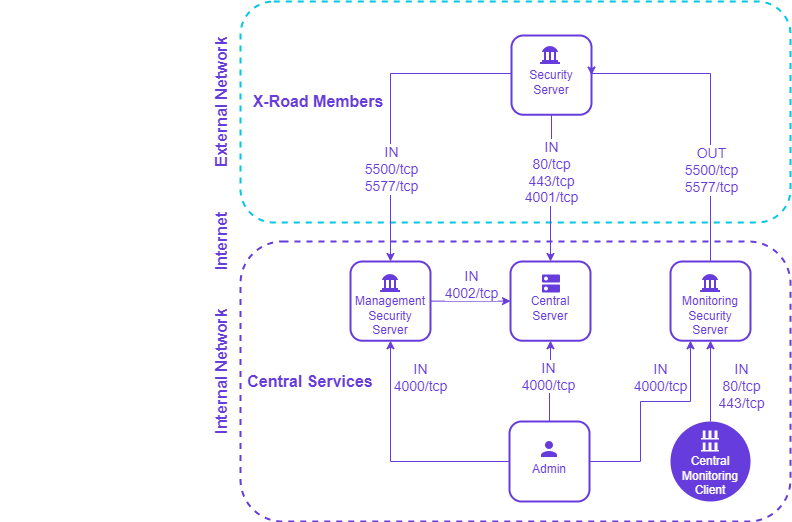 External Network
X-Road Members
Security
Server
IN
5500/tcp
5577/tcp
IN
80/tcp
443/tcp
4001/tcp
OUT
5500/tcp
5577/tcp
Internet
Internal Network
Central Services
Management
Security
Server
IN
4002/tcp
Central
Server
Monitoring
Security
Server
IN
4000/tcp
IN
4000/tcp
IN
4000/tcp
IN
80/tcp
443/tcp
Admin
Central
Monitoring
Client